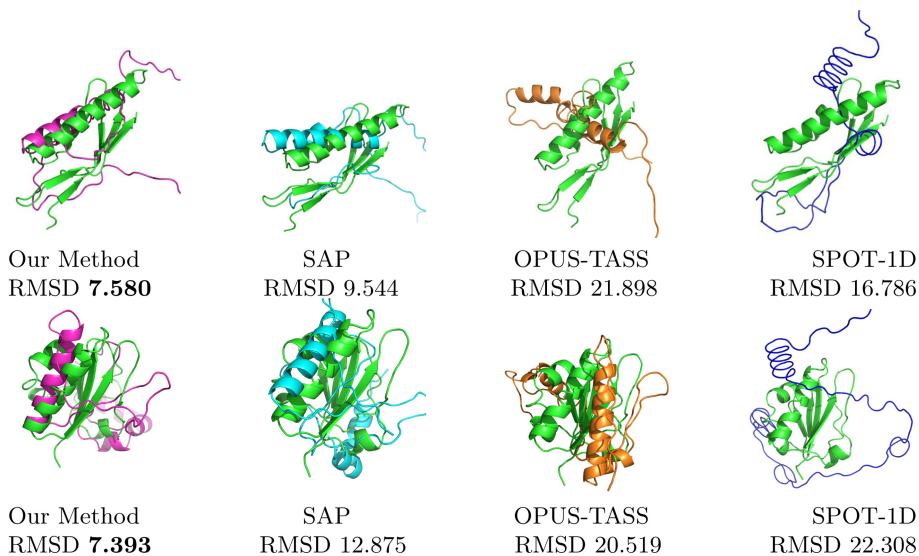 Our Method SAP OPUS-TASS SPOT-1D
RMSD 7.580 RMSD 9.544 RMSD 21.898 RMSD 16.786
Our Method SAP OPUS-TASS SPOT-1D
RMSD 7.393 RMSD 12.875 RMSD 20.519 RMSD 22.308